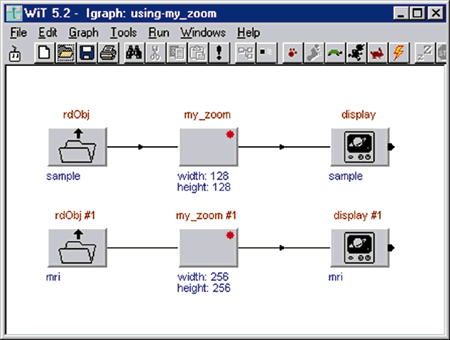 WiT 5.2 - Igraph: using-my_zoom
File Edit Graph Tools Run Windows Help
rdObj my_zoom display
sample width: 128 sample
height: 128
rdObj #1 my_zoom #1 display #1
mri width: 256 mri
height: 256